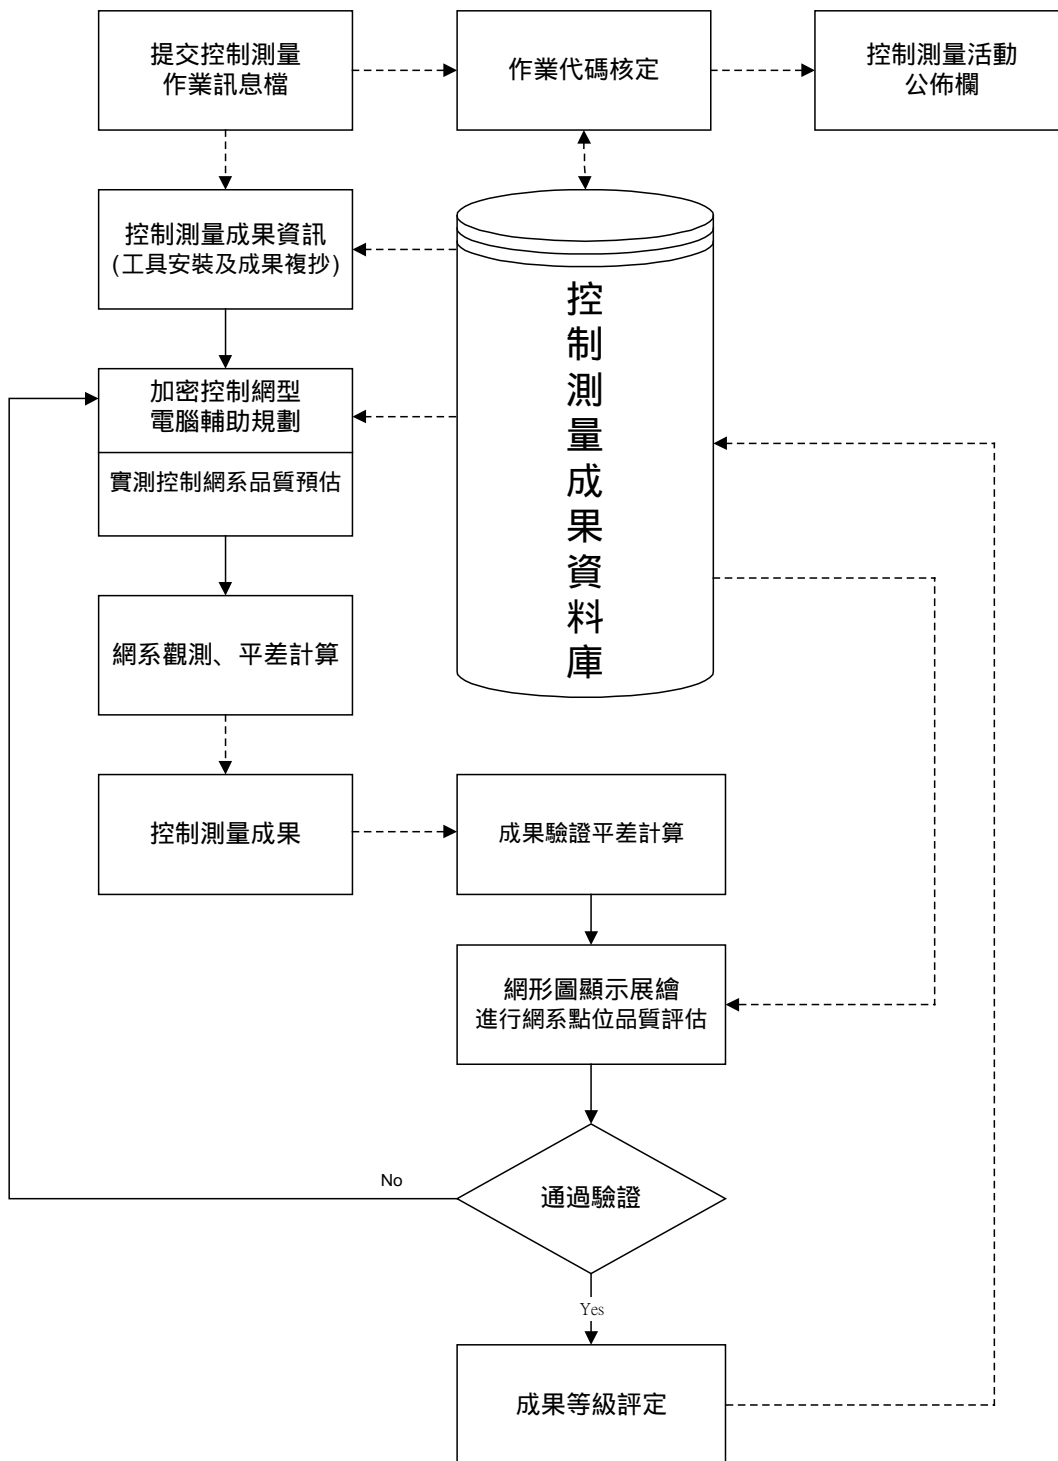 提交控制測量
作業訊息檔
作業代碼核定
控制測量活動
公佈欄
控制測量成果資訊
(工具安裝及成果複抄)
控制測量成果資料庫
加密控制網型
電腦輔助規劃
實測控制網系品質預估
網系觀測、平差計算
控制測量成果
成果驗證平差計算
網形圖顯示展繪
進行網系點位品質評估
No
通過驗證
Yes
成果等級評定